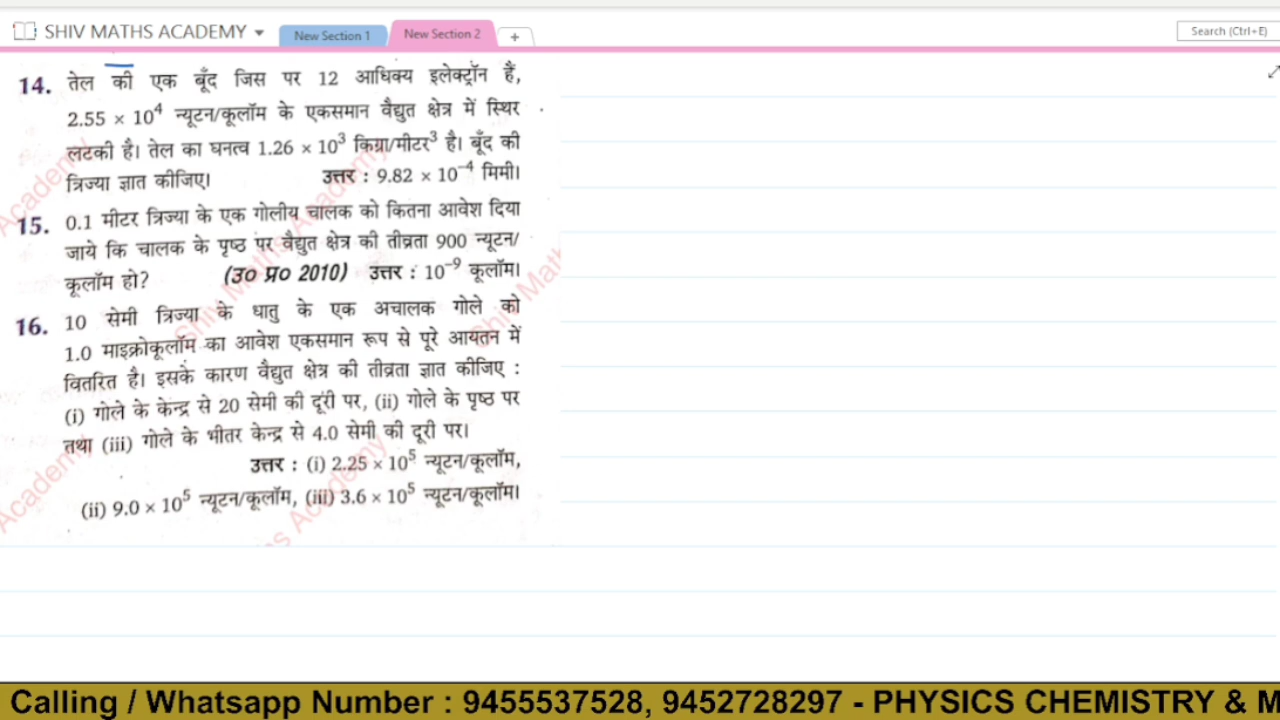 SHIV MATHS ACADEMY
New Section 1
New Section 2
+
Search (Ctrl+E)
14. तेल की एक बूँद जिस पर 12 आधिक्य इलेक्ट्रॉन हैं,
2.55 × 10⁴ न्यूटन/कूलॉम के एकसमान वैद्युत क्षेत्र में स्थिर
लटकी है। तेल का घनत्व 1.26 × 10³ किग्रा/मीटर³ है। बूँद की
त्रिज्या ज्ञात कीजिए। उत्तर : 9.82 × 10⁻⁴ मिमी।
15. 0.1 मीटर त्रिज्या के एक गोलीय चालक को कितना आवेश दिया
जाये कि चालक के पृष्ठ पर वैद्युत क्षेत्र की तीव्रता 900 न्यूटन/
कूलॉम हो? (उ० प्र० 2010) उत्तर : 10⁻⁹ कूलॉम।
16. 10 सेमी त्रिज्या के धातु के एक अचालक गोले को
1.0 माइक्रोकूलॉम का आवेश एकसमान रूप से पूरे आयतन में
वितरित है। इसके कारण वैद्युत क्षेत्र की तीव्रता ज्ञात कीजिए :
(i) गोले के केन्द्र से 20 सेमी की दूरी पर, (ii) गोले के पृष्ठ पर
तथा (iii) गोले के भीतर केन्द्र से 4.0 सेमी की दूरी पर।
उत्तर : (i) 2.25 × 10⁵ न्यूटन/कूलॉम,
(ii) 9.0 × 10⁵ न्यूटन/कूलॉम, (iii) 3.6 × 10⁵ न्यूटन/कूलॉम।
Calling / Whatsapp Number : 9455537528, 9452728297 - PHYSICS CHEMISTRY & M